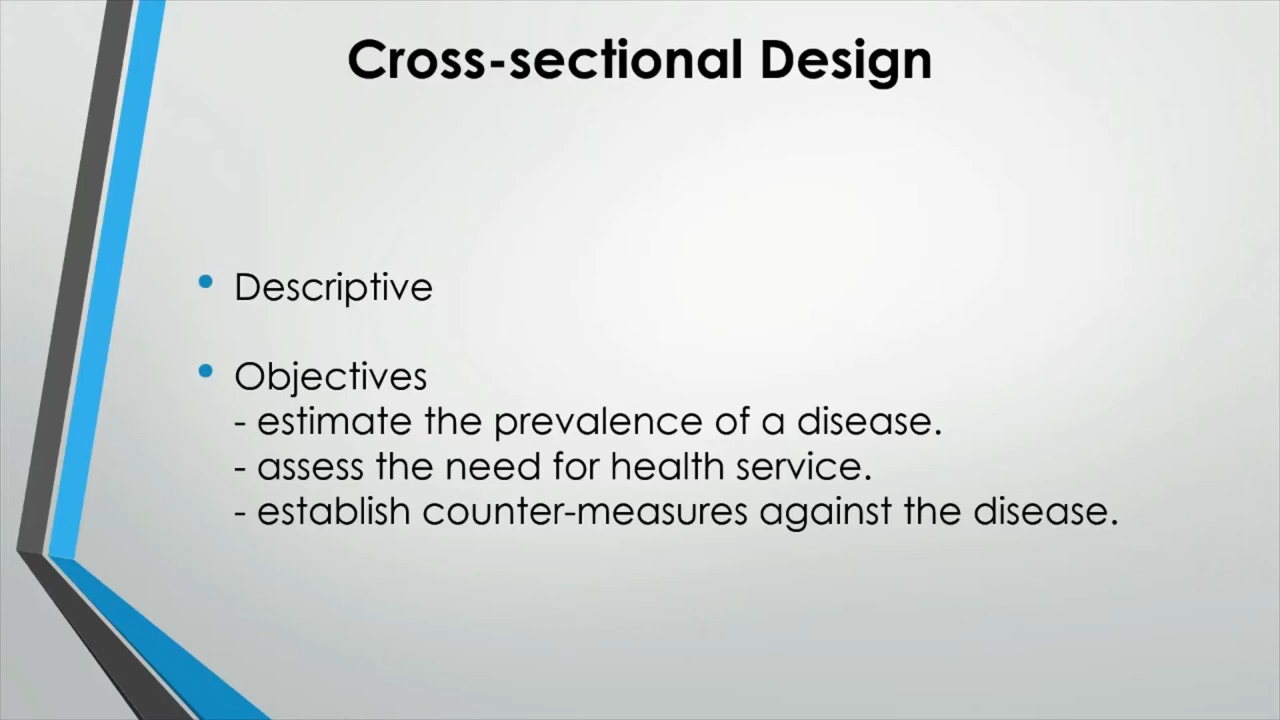 Cross-sectional Design
• Descriptive
• Objectives
- estimate the prevalence of a disease.
- assess the need for health service.
- establish counter-measures against the disease.